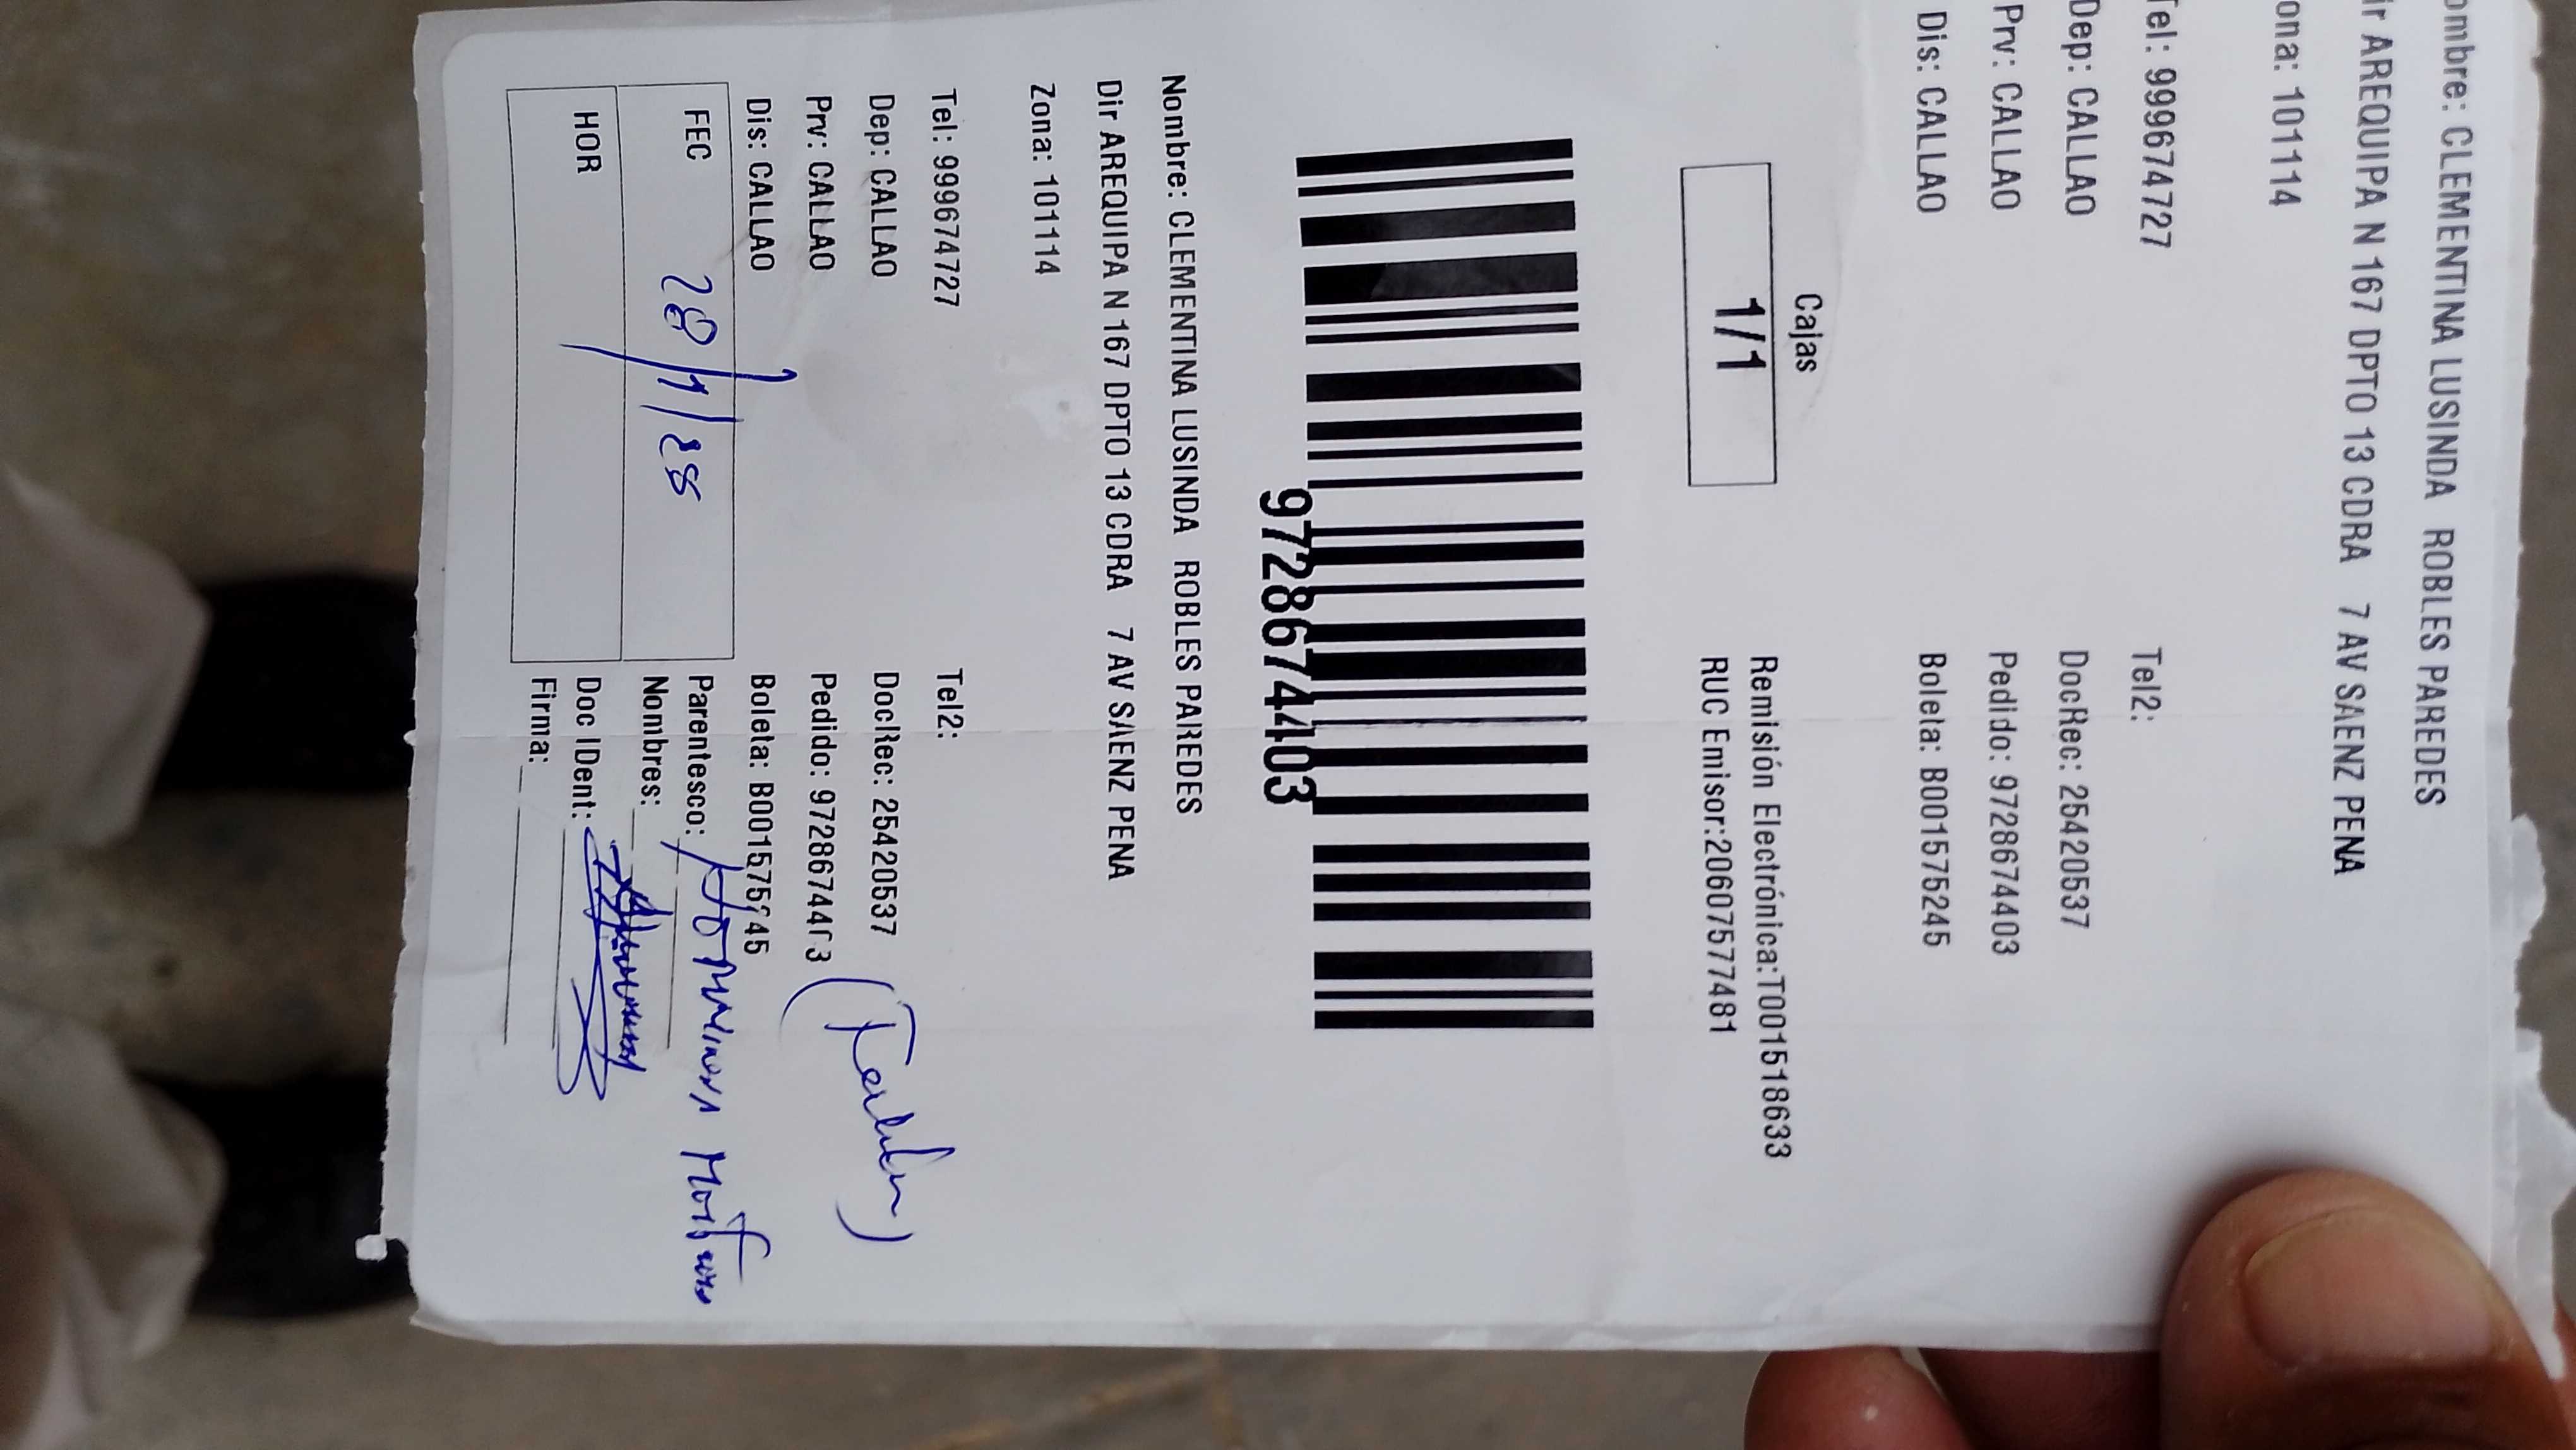 ombre: CLEMENTINA LUSINDA ROBLES PAREDES
ir AREQUIPA N 167 DPTO 13 CDRA 7 AV SAENZ PENA
ona: 101114
Tel: 999674727 Tel2:
Dep: CALLAO DocRec: 25420537
Prv: CALLAO Pedido: 9728674403
Dis: CALLAO Boleta: B001575245
Cajas
1/1
Remisión Electrónica:T001518633
RUC Emisor:20607577481
9728674403
Nombre: CLEMENTINA LUSINDA ROBLES PAREDES
Dir AREQUIPA N 167 DPTO 13 CDRA 7 AV SAENZ PENA
Zona: 101114
Tel: 999674727 Tel2:
Dep: CALLAO DocRec: 25420537
Prv: CALLAO Pedido: 9728674403
Dis: CALLAO Boleta: B001575245
FEC Parentesco:
HOR Nombres:
Doc IDent:
Firma: